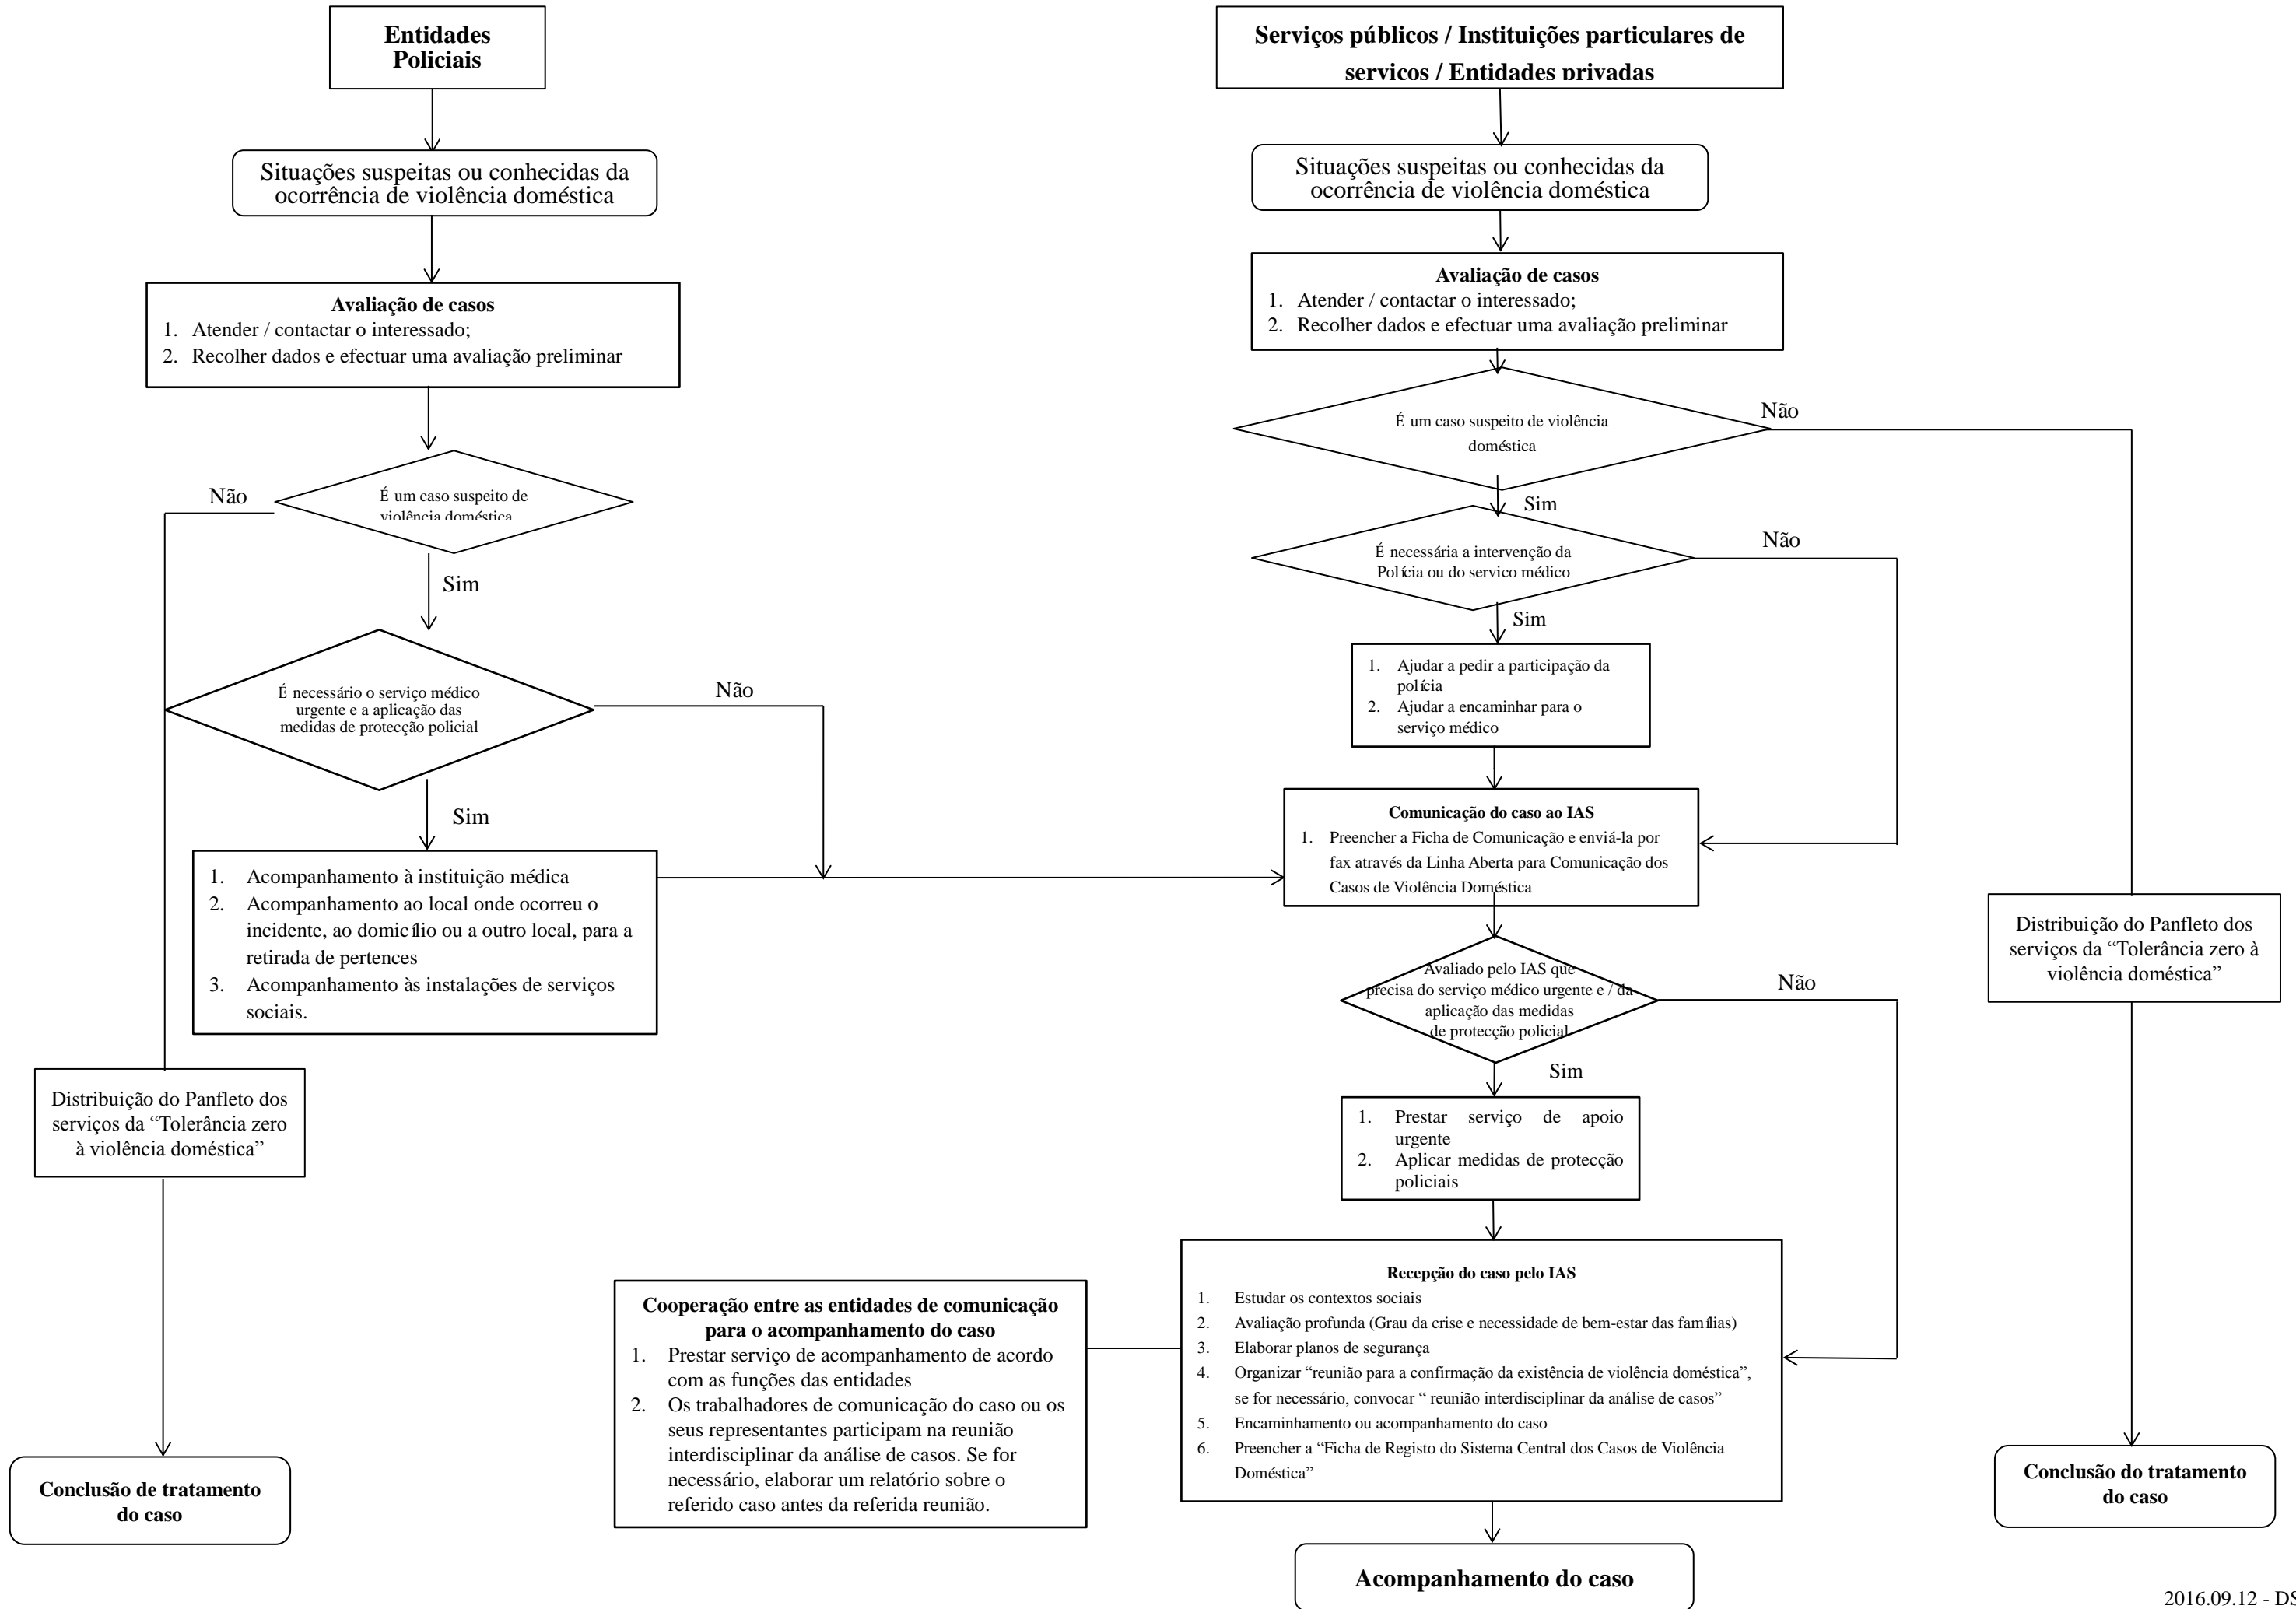 Entidades
Policiais
Situações suspeitas ou conhecidas da
ocorrência de violência doméstica
Avaliação de casos
1. Atender / contactar o interessado;
2. Recolher dados e efectuar uma avaliação preliminar
Não
É um caso suspeito de
violência doméstica
Sim
É necessário o serviço médico
urgente e a aplicação das
medidas de protecção policial
Não
Sim
1. Acompanhamento à instituição médica
2. Acompanhamento ao local onde ocorreu o
incidente, ao domicílio ou a outro local, para a
retirada de pertences
3. Acompanhamento às instalações de serviços
sociais.
Distribuição do Panfleto dos
serviços da “Tolerância zero
à violência doméstica”
Conclusão de tratamento
do caso
Serviços públicos / Instituições particulares de
serviços / Entidades privadas
Situações suspeitas ou conhecidas da
ocorrência de violência doméstica
Avaliação de casos
1. Atender / contactar o interessado;
2. Recolher dados e efectuar uma avaliação preliminar
É um caso suspeito de violência
doméstica
Não
Sim
É necessária a intervenção da
Polícia ou do serviço médico
Não
Sim
1. Ajudar a pedir a participação da
polícia
2. Ajudar a encaminhar para o
serviço médico
Comunicação do caso ao IAS
1. Preencher a Ficha de Comunicação e enviá-la por
fax através da Linha Aberta para Comunicação dos
Casos de Violência Doméstica
Avaliado pelo IAS que
precisa do serviço médico urgente e / da
aplicação das medidas
de protecção policial
Não
Sim
1. Prestar serviço de apoio
urgente
2. Aplicar medidas de protecção
policiais
Recepção do caso pelo IAS
1. Estudar os contextos sociais
2. Avaliação profunda (Grau da crise e necessidade de bem-estar das famílias)
3. Elaborar planos de segurança
4. Organizar “reunião para a confirmação da existência de violência doméstica”,
se for necessário, convocar “ reunião interdisciplinar da análise de casos”
5. Encaminhamento ou acompanhamento do caso
6. Preencher a “Ficha de Registo do Sistema Central dos Casos de Violência
Doméstica”
Cooperação entre as entidades de comunicação
para o acompanhamento do caso
1. Prestar serviço de acompanhamento de acordo
com as funções das entidades
2. Os trabalhadores de comunicação do caso ou os
seus representantes participam na reunião
interdisciplinar da análise de casos. Se for
necessário, elaborar um relatório sobre o
referido caso antes da referida reunião.
Acompanhamento do caso
Distribuição do Panfleto dos
serviços da “Tolerância zero à
violência doméstica”
Conclusão do tratamento
do caso
2016.09.12 - DS